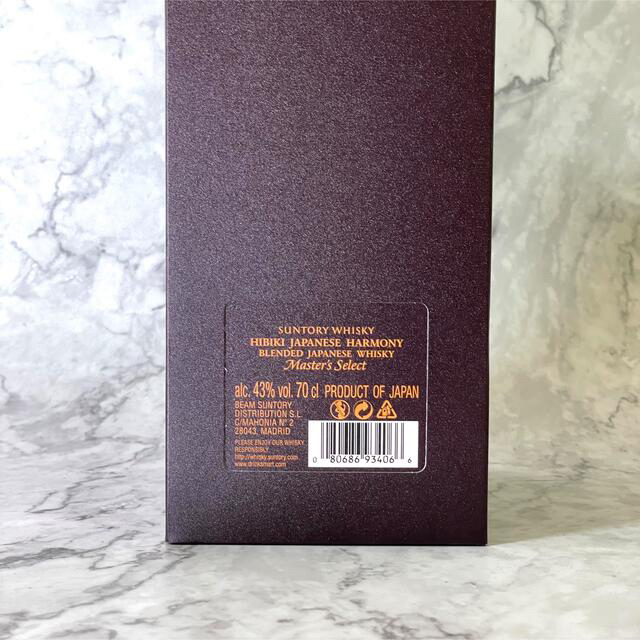 SUNTORY WHISKY
HIBIKI JAPANESE HARMONY
BLENDED JAPANESE WHISKY
Master's Select
alc. 43% vol. 70 cl PRODUCT OF JAPAN
BEAM SUNTORY
DISTRIBUTION S.L
C/MAHONIA Nº 2
28043, MADRID
PLEASE ENJOY OUR WHISKY
RESPONSIBLY
http://whisky.suntory.com
www.drinksmart.com
0 80686 93406 6